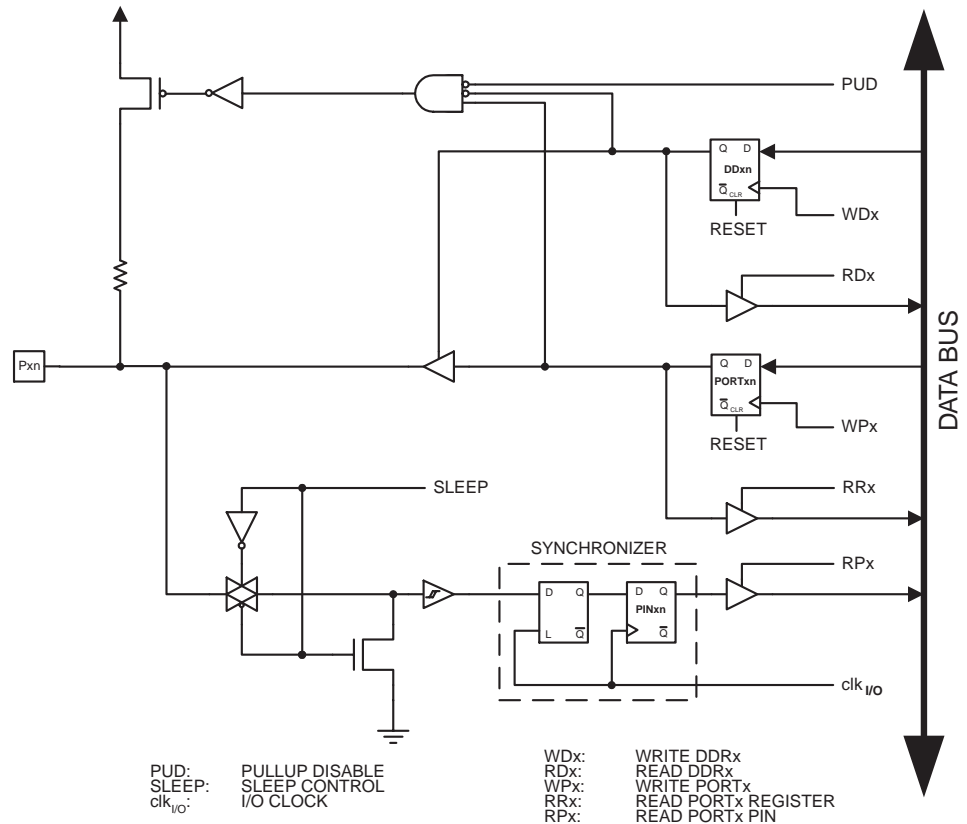 PUD
Q D
DDxn
Q CLR
WDx
RESET
RDx
Pxn
Q D
PORTxn
Q CLR
WPx
RESET
DATA BUS
SLEEP
RRx
SYNCHRONIZER
RPx
D Q
L Q
D Q
PINxn
Q
clk I/O
PUD: PULLUP DISABLE
SLEEP: SLEEP CONTROL
clkI/O: I/O CLOCK
WDx: WRITE DDRx
RDx: READ DDRx
WPx: WRITE PORTx
RRx: READ PORTx REGISTER
RPx: READ PORTx PIN